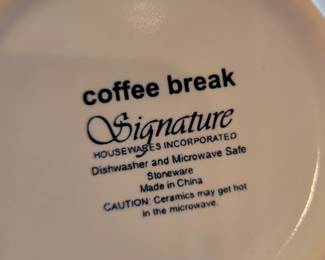 coffee break
Signature
HOUSEWARES INCORPORATED
Dishwasher and Microwave Safe
Stoneware
Made in China
CAUTION: Ceramics may get hot
in the microwave.